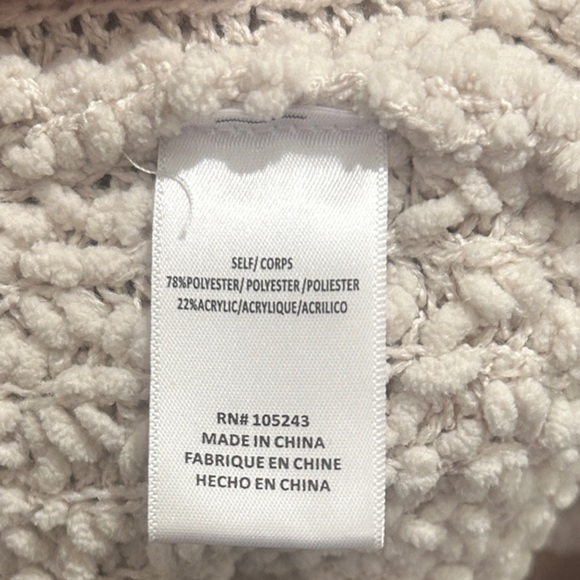 SELF/ CORPS
78%POLYESTER/ POLYESTER /POLIESTER
22%ACRYLIC/ACRYLIQUE/ACRILICO
RN# 105243
MADE IN CHINA
FABRIQUE EN CHINE
HECHO EN CHINA